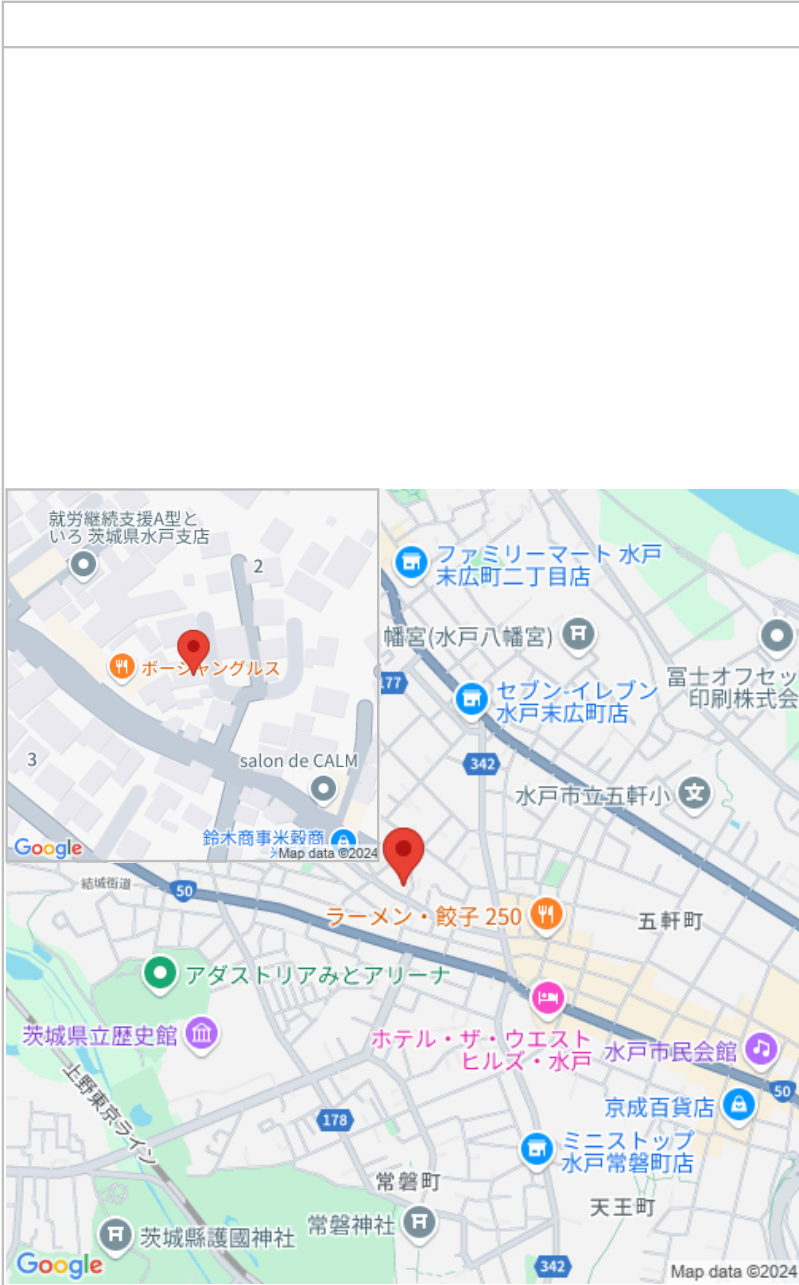 就労継続支援A型と
いろ 茨城県水戸支店
2
ボージャングルス
3
salon de CALM
鈴木商事米穀商
Google
Map data ©2024
ファミリーマート 水戸
末広町二丁目店
幡宮(水戸八幡宮)
177
冨士オフセッ
印刷株式会
セブン-イレブン
水戸末広町店
342
水戸市立五軒小
結城街道
50
ラーメン・餃子 250
五軒町
アダストリアみとアリーナ
茨城県立歴史館
ホテル・ザ・ウエスト
ヒルズ・水戸
水戸市民会館
上野東京ライン
50
京成百貨店
178
ミニストップ
水戸常磐町店
常磐町
天王町
茨城縣護國神社
常磐神社
342
Google
Map data ©2024